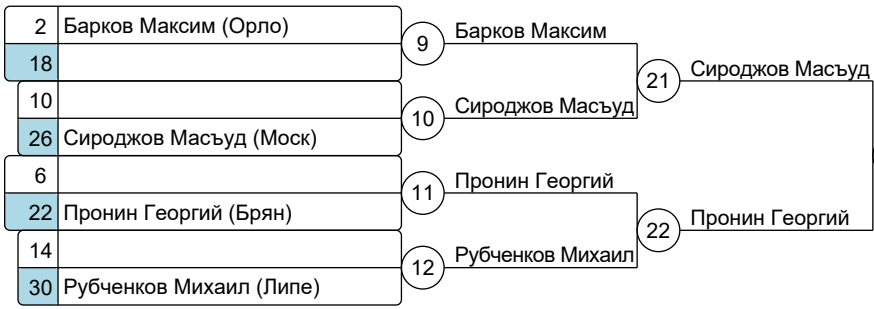 2 Барков Максим (Орло)
18
9
Барков Максим
10
26 Сироджов Масъуд (Моск)
10
Сироджов Масъуд
21
Сироджов Масъуд
6
22 Пронин Георгий (Брян)
11
Пронин Георгий
14
30 Рубченков Михаил (Липе)
12
Рубченков Михаил
22
Пронин Георгий